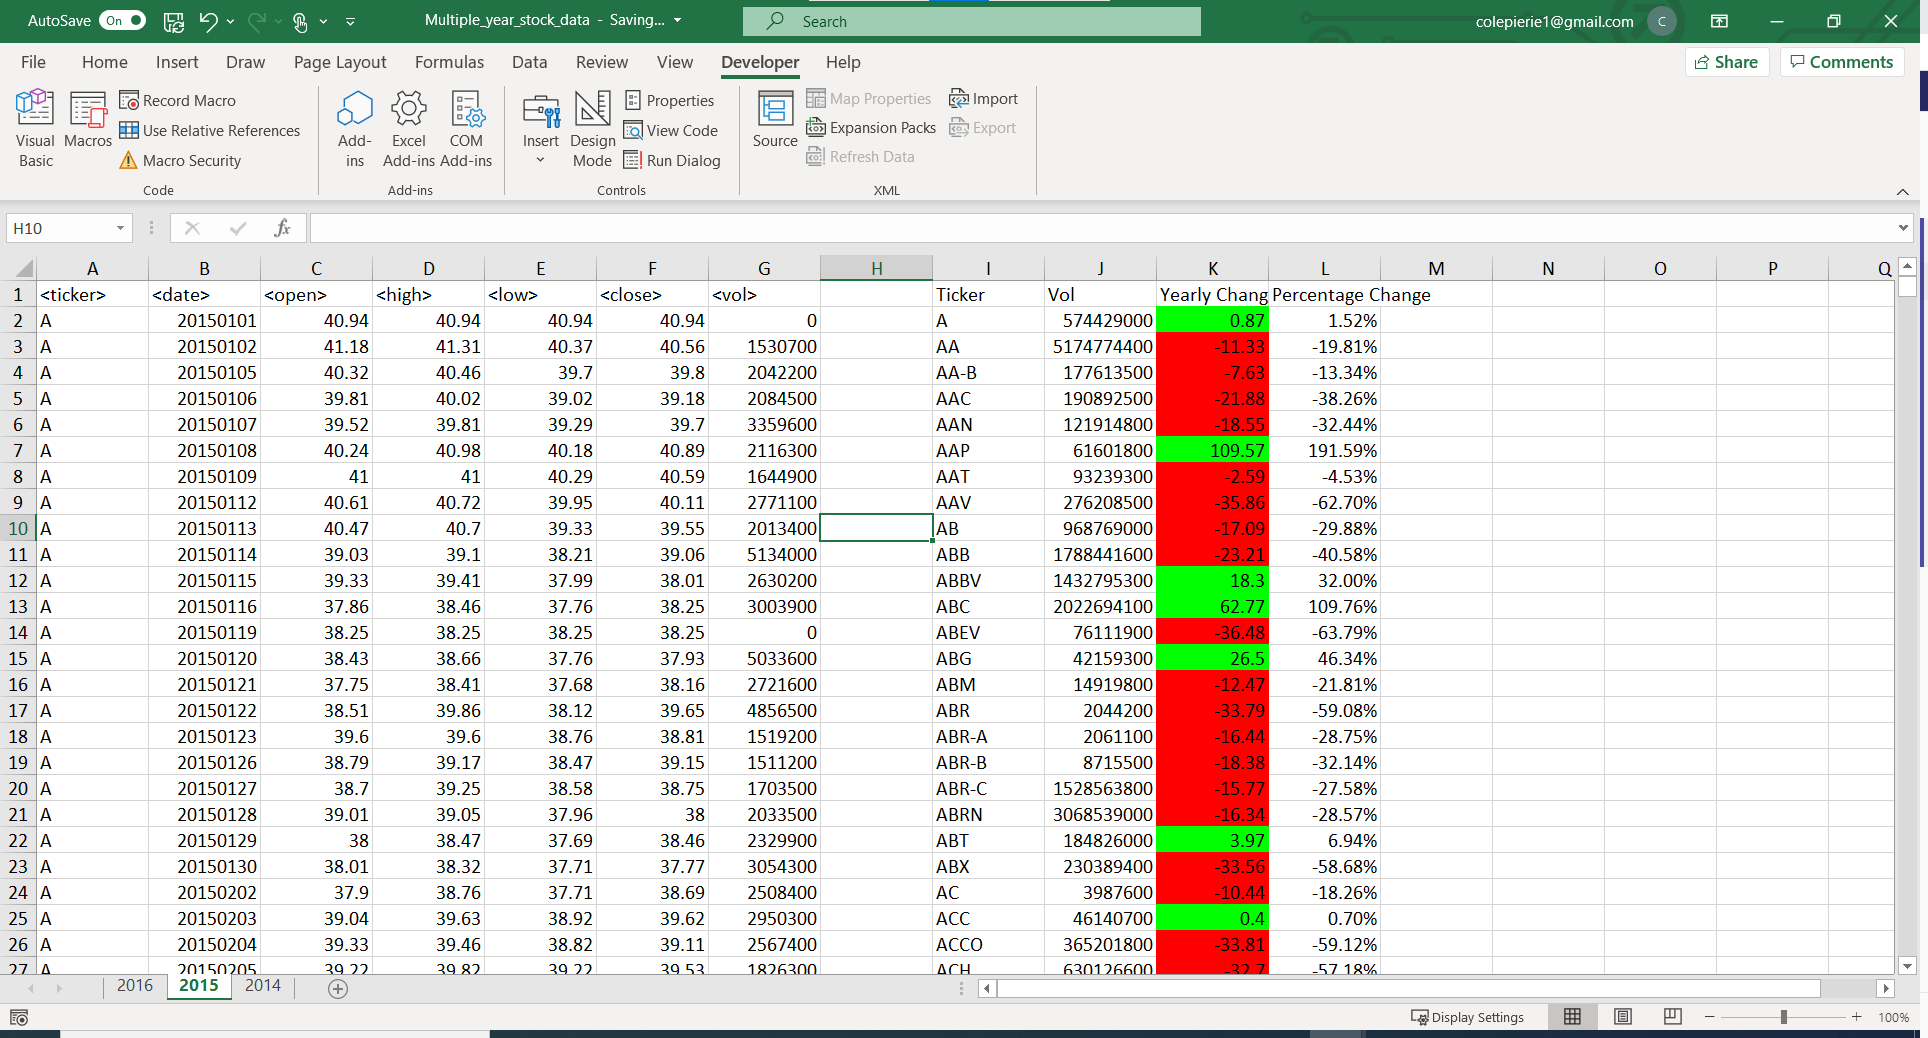 AutoSave On Multiple_year_stock_data - Saving... Search colepierie1@gmail.com C
File Home Insert Draw Page Layout Formulas Data Review View Developer Help Share Comments
Visual Basic Macros Record Macro Use Relative References Macro Security
Add-ins Excel Add-ins COM Add-ins
Insert Design Mode Properties View Code Run Dialog
Source Map Properties Expansion Packs Refresh Data Import Export
Code Add-ins Controls XML
H10 fx
A B C D E F G H I J K L M N O P Q
1 <ticker> <date> <open> <high> <low> <close> <vol> Ticker Vol Yearly Chang Percentage Change
2 A 20150101 40.94 40.94 40.94 40.94 0 A 574429000 0.87 1.52%
3 A 20150102 41.18 41.31 40.37 40.56 1530700 AA 5174774400 -11.33 -19.81%
4 A 20150105 40.32 40.46 39.7 39.8 2042200 AA-B 177613500 -7.63 -13.34%
5 A 20150106 39.81 40.02 39.02 39.18 2084500 AAC 190892500 -21.88 -38.26%
6 A 20150107 39.52 39.81 39.29 39.7 3359600 AAN 121914800 -18.55 -32.44%
7 A 20150108 40.24 40.98 40.18 40.89 2116300 AAP 61601800 109.57 191.59%
8 A 20150109 41 41 40.29 40.59 1644900 AAT 93239300 -2.59 -4.53%
9 A 20150112 40.61 40.72 39.95 40.11 2771100 AAV 276208500 -35.86 -62.70%
10 A 20150113 40.47 40.7 39.33 39.55 2013400 AB 968769000 -17.09 -29.88%
11 A 20150114 39.03 39.1 38.21 39.06 5134000 ABB 1788441600 -23.21 -40.58%
12 A 20150115 39.33 39.41 37.99 38.01 2630200 ABBV 1432795300 18.3 32.00%
13 A 20150116 37.86 38.46 37.76 38.25 3003900 ABC 2022694100 62.77 109.76%
14 A 20150119 38.25 38.25 38.25 38.25 0 ABEV 76111900 -36.48 -63.79%
15 A 20150120 38.43 38.66 37.76 37.93 5033600 ABG 42159300 26.5 46.34%
16 A 20150121 37.75 38.41 37.68 38.16 2721600 ABM 14919800 -12.47 -21.81%
17 A 20150122 38.51 39.86 38.12 39.65 4856500 ABR 2044200 -33.79 -59.08%
18 A 20150123 39.6 39.6 38.76 38.81 1519200 ABR-A 2061100 -16.44 -28.75%
19 A 20150126 38.79 39.17 38.47 39.15 1511200 ABR-B 8715500 -18.38 -32.14%
20 A 20150127 38.7 39.25 38.58 38.75 1703500 ABR-C 1528563800 -15.77 -27.58%
21 A 20150128 39.01 39.05 37.96 38 2033500 ABRN 3068539000 -16.34 -28.57%
22 A 20150129 38 38.47 37.69 38.46 2329900 ABT 184826000 3.97 6.94%
23 A 20150130 38.01 38.32 37.71 37.77 3054300 ABX 230389400 -33.56 -58.68%
24 A 20150202 37.9 38.76 37.71 38.69 2508400 AC 3987600 -10.44 -18.26%
25 A 20150203 39.04 39.63 38.92 39.62 2950300 ACC 46140700 0.4 0.70%
26 A 20150204 39.33 39.46 38.82 39.11 2567400 ACCO 365201800 -33.81 -59.12%
27 A 20150205 39.22 39.82 39.22 39.53 1826300 ACH 630126600 -32.7 -57.18%
2016 2015 2014
Display Settings 100%